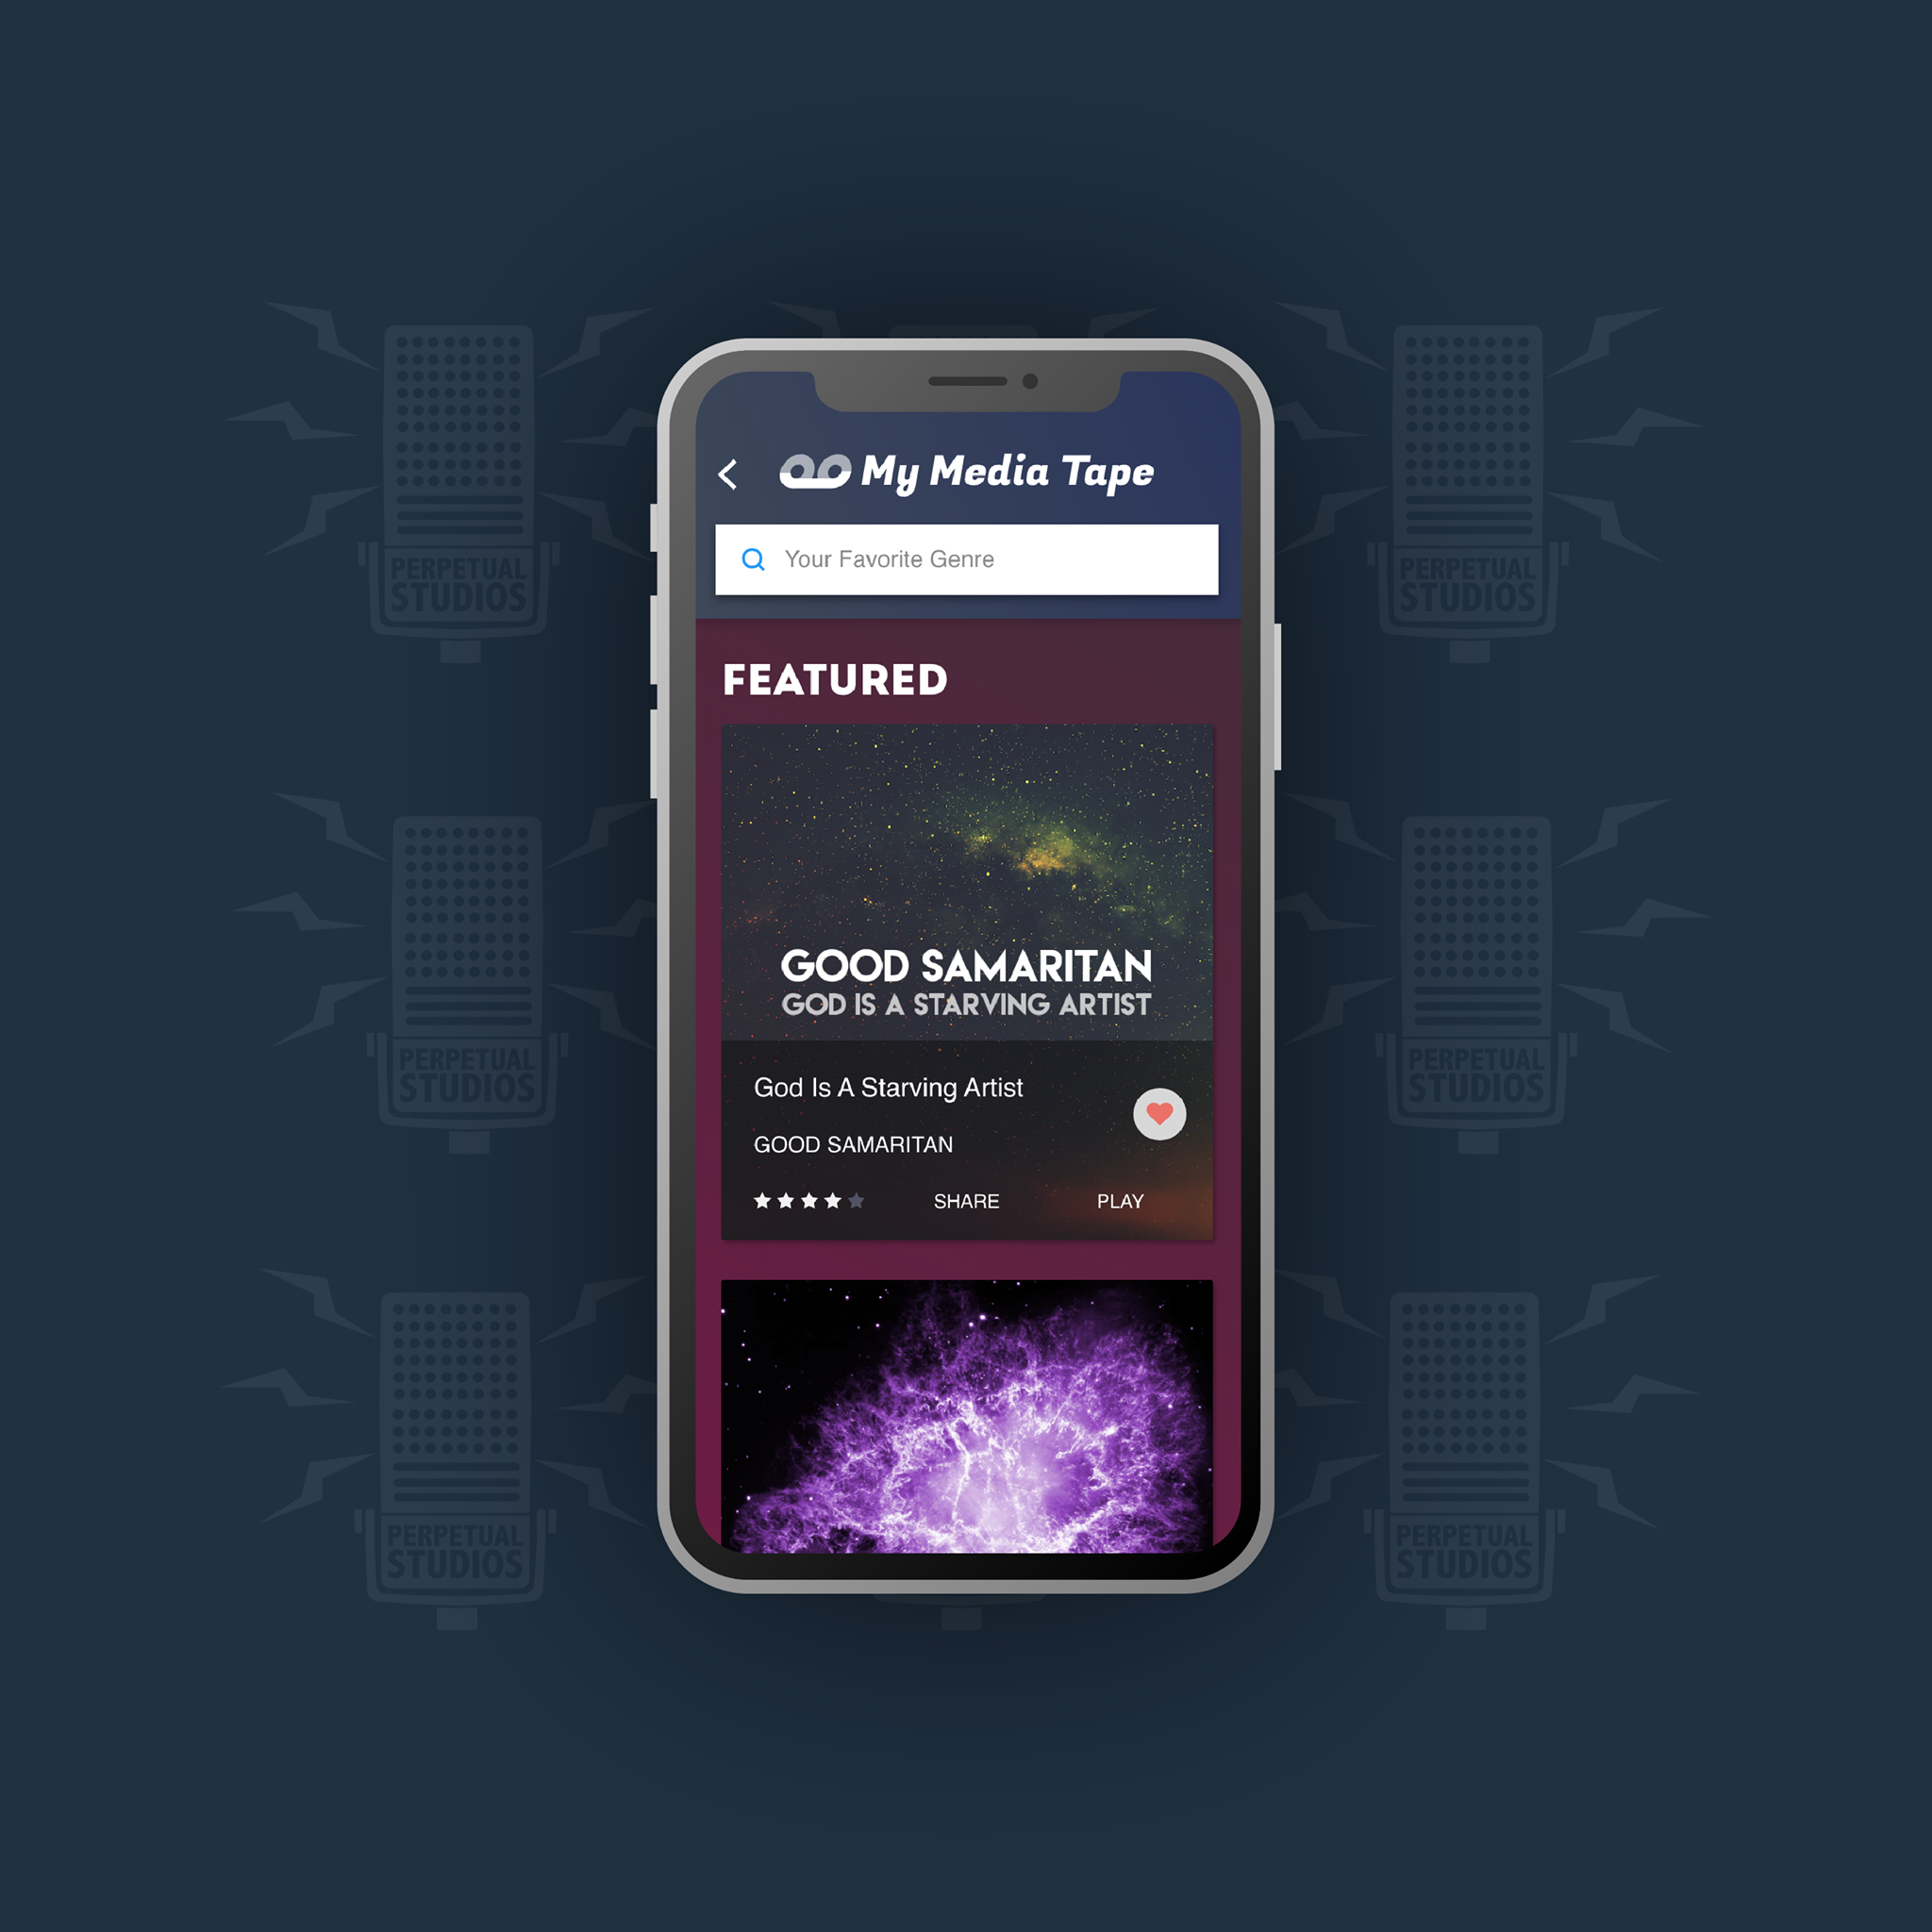 My Media Tape
Your Favorite Genre
FEATURED
GOOD SAMARITAN
GOD IS A STARVING ARTIST
God Is A Starving Artist
GOOD SAMARITAN
SHARE
PLAY
PERPETUAL
STUDIOS
PERPETUAL
STUDIOS
PERPETUAL
STUDIOS
PERPETUAL
STUDIOS
PERPETUAL
STUDIOS
PERPETUAL
STUDIOS